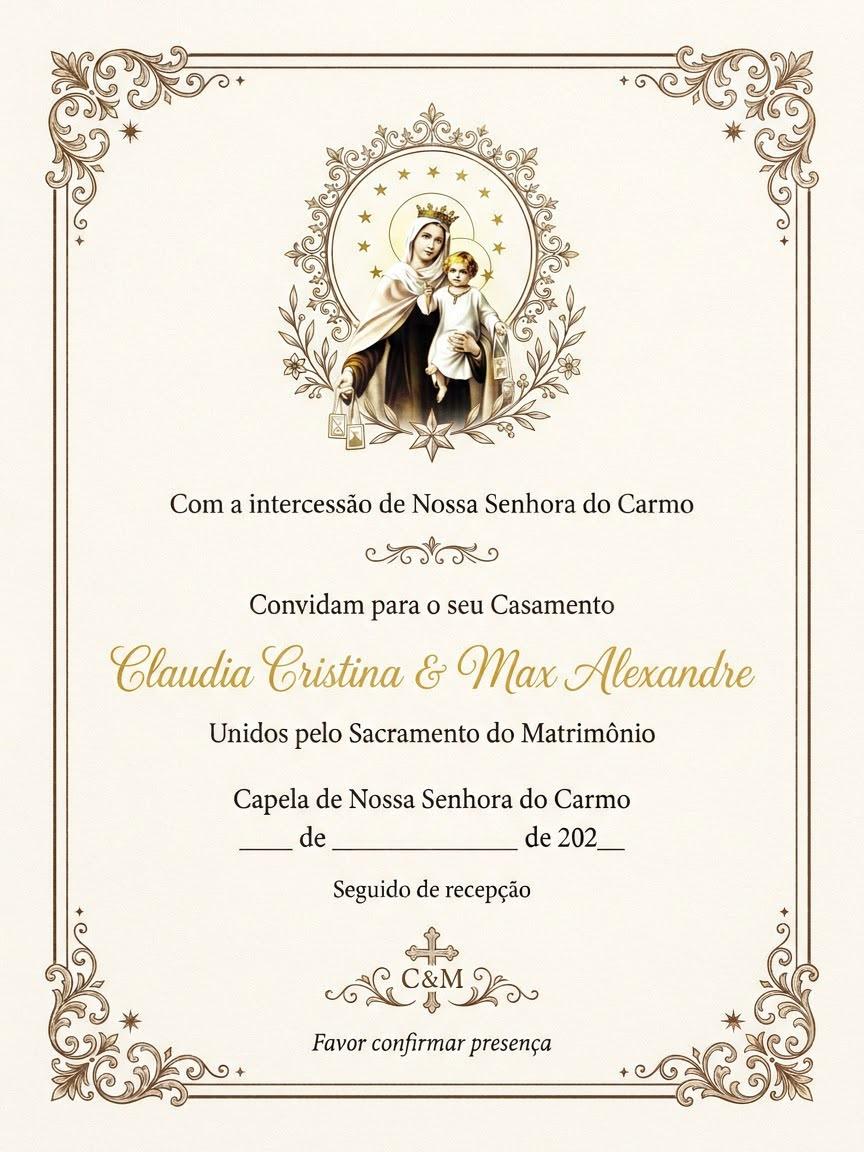 Com a intercessão de Nossa Senhora do Carmo
Convidam para o seu Casamento
Claudia Cristina & Max Alexandre
Unidos pelo Sacramento do Matrimônio
Capela de Nossa Senhora do Carmo
____ de ______________ de 202__
Seguido de recepção
C&M
Favor confirmar presença